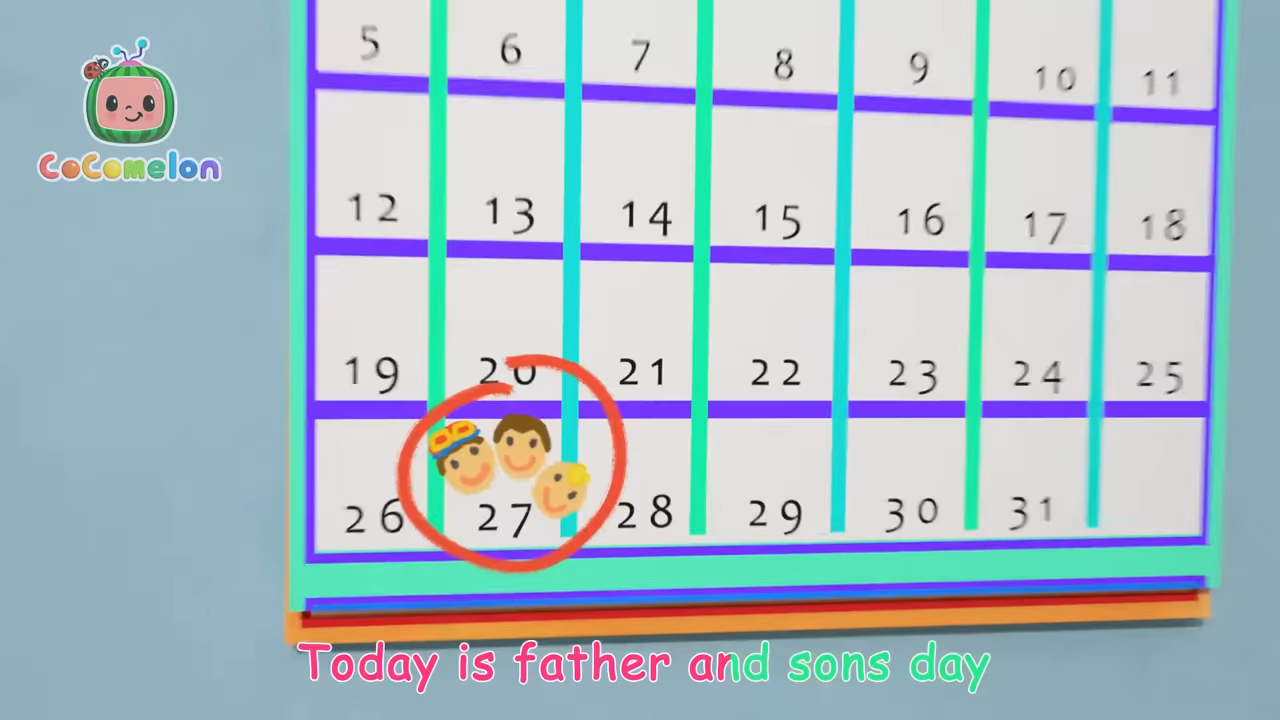 CoComelon
5 6 7 8 9 10 11
12 13 14 15 16 17 18
19 20 21 22 23 24 25
26 27 28 29 30 31
Today is father and sons day